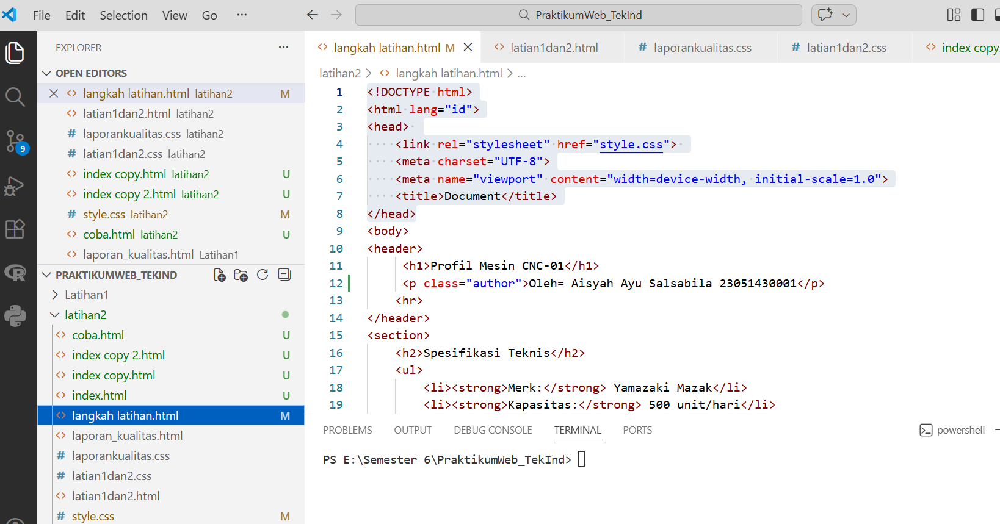 File Edit Selection View Go ··· PraktikumWeb_TekInd
EXPLORER ···
OPEN EDITORS
langkah latihan.html latihan2 M
latian1dan2.html latihan2
laporankualitas.css latihan2
latian1dan2.css latihan2
index copy.html latihan2 U
index copy 2.html latihan2 U
style.css latihan2 M
coba.html latihan2 U
laporan_kualitas.html Latihan1
PRAKTIKUMWEB_TEKIND
Latihan1
latihan2
coba.html U
index copy 2.html U
index copy.html U
index.html U
langkah latihan.html M
laporan_kualitas.html
laporankualitas.css
latian1dan2.css
latian1dan2.html
style.css M
9
langkah latihan.html M latian1dan2.html laporankualitas.css latian1dan2.css index copy
latihan2 > langkah latihan.html > ...
1 <!DOCTYPE html>
2 <html lang="id">
3 <head>
4 <link rel="stylesheet" href="style.css">
5 <meta charset="UTF-8">
6 <meta name="viewport" content="width=device-width, initial-scale=1.0">
7 <title>Document</title>
8 </head>
9 <body>
10 <header>
11 <h1>Profil Mesin CNC-01</h1>
12 <p class="author">Oleh= Aisyah Ayu Salsabila 23051430001</p>
13 <hr>
14 </header>
15 <section>
16 <h2>Spesifikasi Teknis</h2>
17 <ul>
18 <li><strong>Merk:</strong> Yamazaki Mazak</li>
19 <li><strong>Kapasitas:</strong> 500 unit/hari</li>
PROBLEMS OUTPUT DEBUG CONSOLE TERMINAL PORTS powershell
PS E:\Semester 6\PraktikumWeb_TekInd>